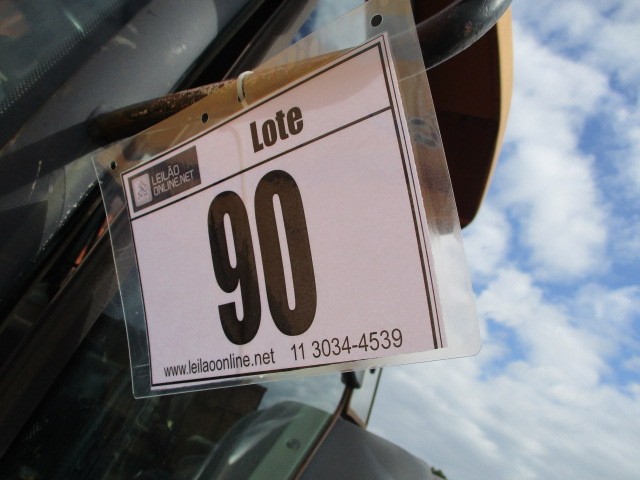 Lote
LEILÃO
ONLINE.NET
90
www.leilaoonline.net 11 3034-4539